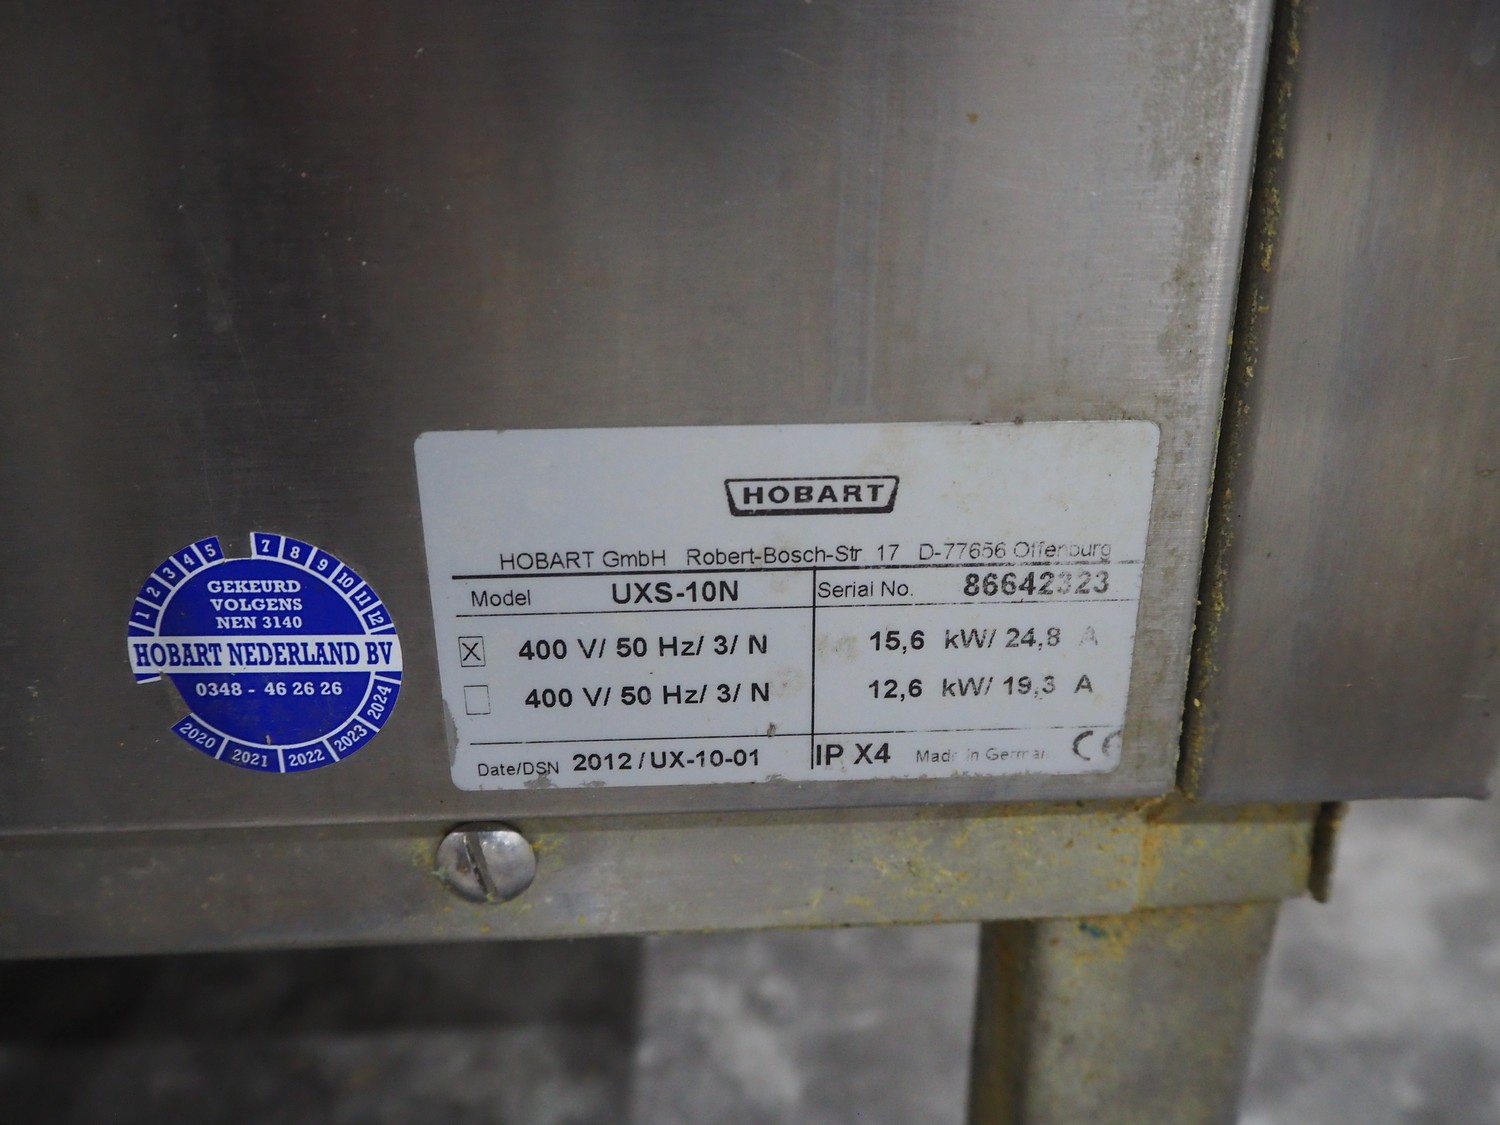 HOBART
HOBART GmbH Robert-Bosch-Str 17 D-77656 Offenburg
Model UXS-10N Serial No. 86642323
400 V/ 50 Hz/ 3/ N 15,6 kW/ 24,8 A
400 V/ 50 Hz/ 3/ N 12,6 kW/ 19,3 A
Date/DSN 2012/UX-10-01 IP X4 Made in German CE
1 2 3 4 5 7 8 9 10 11 12
GEKEURD
VOLGENS
NEN 3140
HOBART NEDERLAND BV
0348 - 46 26 26
2020 2021 2022 2023 2024